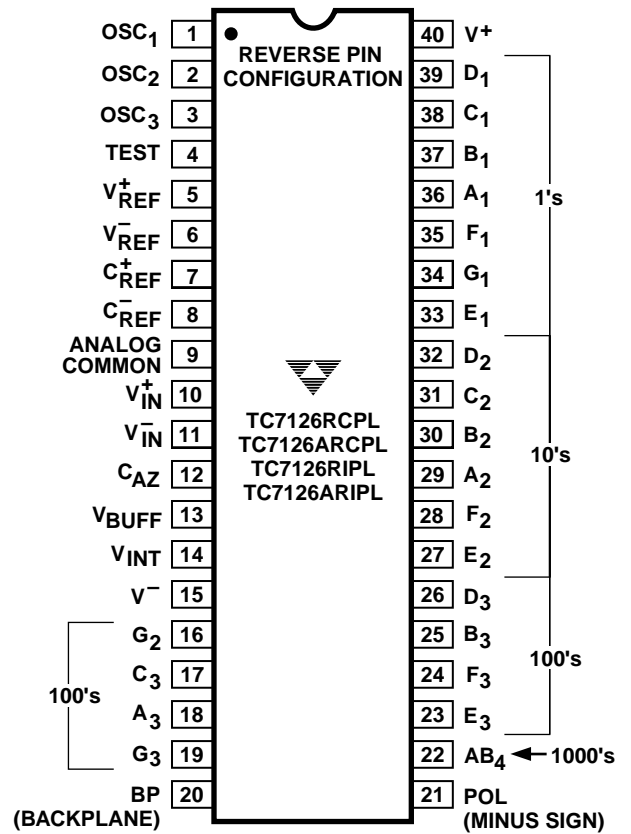 REVERSE PIN
CONFIGURATION
OSC1 1
OSC2 2
OSC3 3
TEST 4
V+REF 5
V−REF 6
C+REF 7
C−REF 8
ANALOG
COMMON 9
V+IN 10
V−IN 11
CAZ 12
VBUFF 13
VINT 14
V− 15
G2 16
C3 17
A3 18
G3 19
100's
BP 20
(BACKPLANE)
TC7126RCPL
TC7126ARCPL
TC7126RIPL
TC7126ARIPL
40 V+
39 D1
38 C1
37 B1
36 A1
35 F1
34 G1
33 E1
1's
32 D2
31 C2
30 B2
29 A2
28 F2
27 E2
10's
26 D3
25 B3
24 F3
23 E3
100's
22 AB4 ← 1000's
21 POL
(MINUS SIGN)